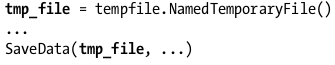 tmp_file = tempfile.NamedTemporaryFile()
...
SaveData(tmp_file, ...)